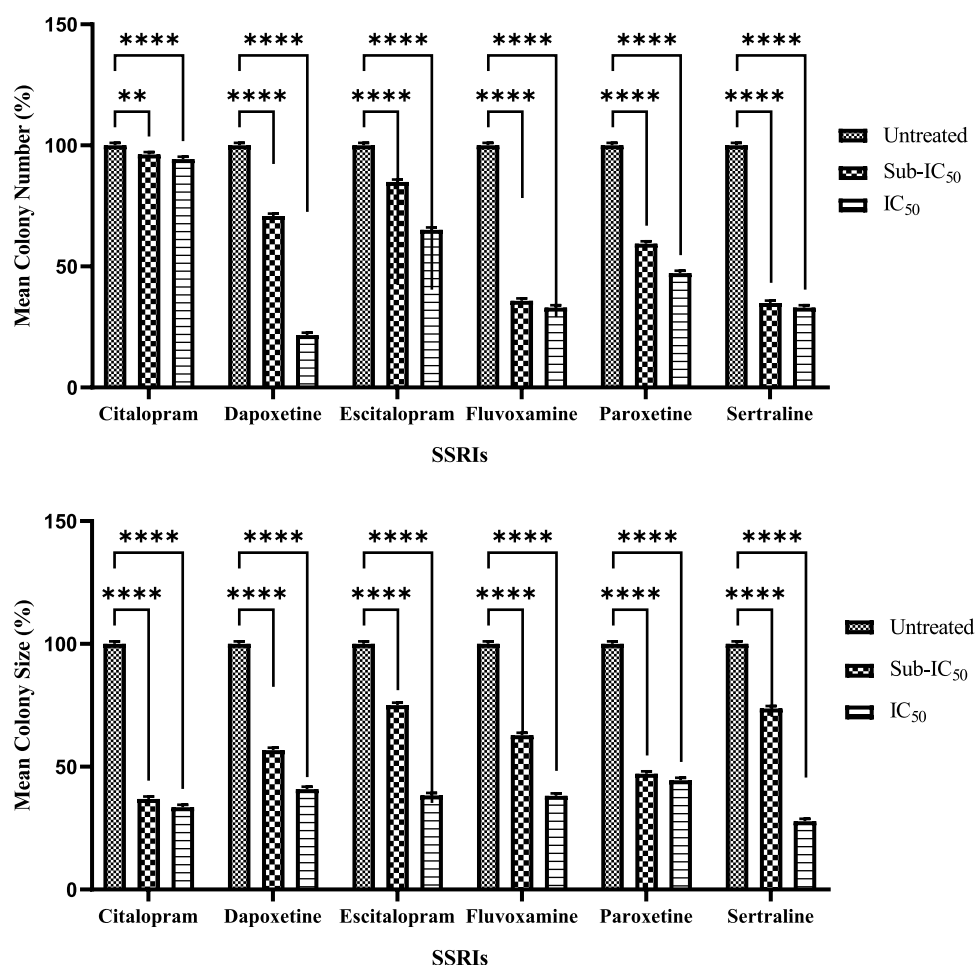 Mean Colony Number (%)
150
100
50
0
**** **** **** **** **** ****
** **** **** **** **** ****
Citalopram Dapoxetine Escitalopram Fluvoxamine Paroxetine Sertraline
SSRIs
Untreated
Sub-IC50
IC50
Mean Colony Size (%)
150
100
50
0
**** **** **** **** **** ****
**** **** **** **** **** ****
Citalopram Dapoxetine Escitalopram Fluvoxamine Paroxetine Sertraline
SSRIs
Untreated
Sub-IC50
IC50